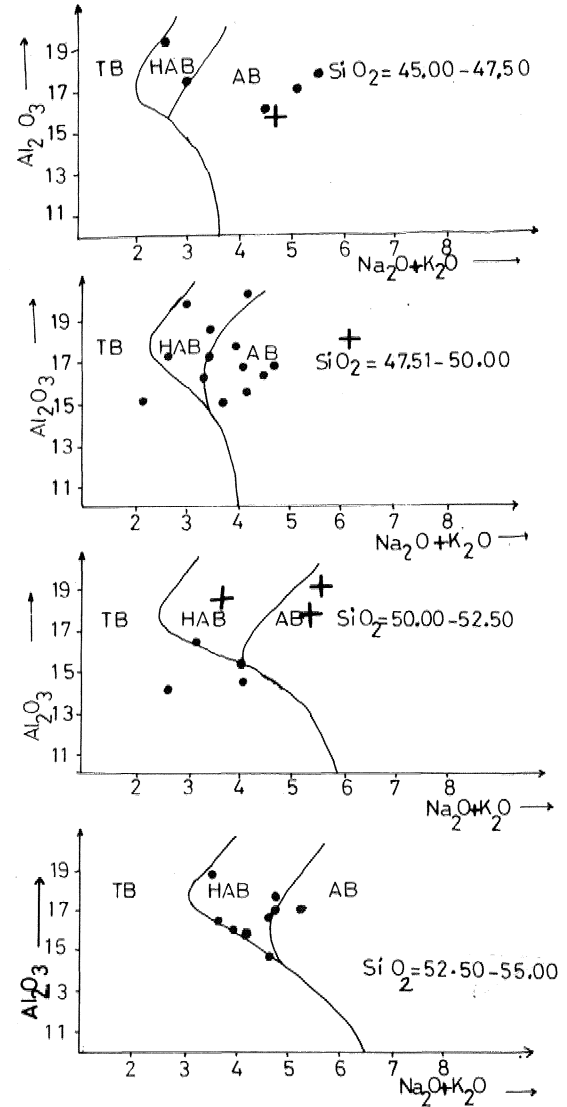 19
17
15
13
11
Al2O3
TB HAB AB SiO2=45.00-47.50
2 3 4 5 6 7 8
Na2O+K2O
19
17
15
13
11
Al2O3
TB HAB AB SiO2=47.51-50.00
2 3 4 5 6 7 8
Na2O+K2O
19
17
15
13
11
Al2O3
TB HAB AB SiO2=50.00-52.50
2 3 4 5 6 7 8
Na2O+K2O
19
17
15
13
11
Al2O3
TB HAB AB
SiO2=52.50-55.00
2 3 4 5 6 7 8
Na2O+K2O